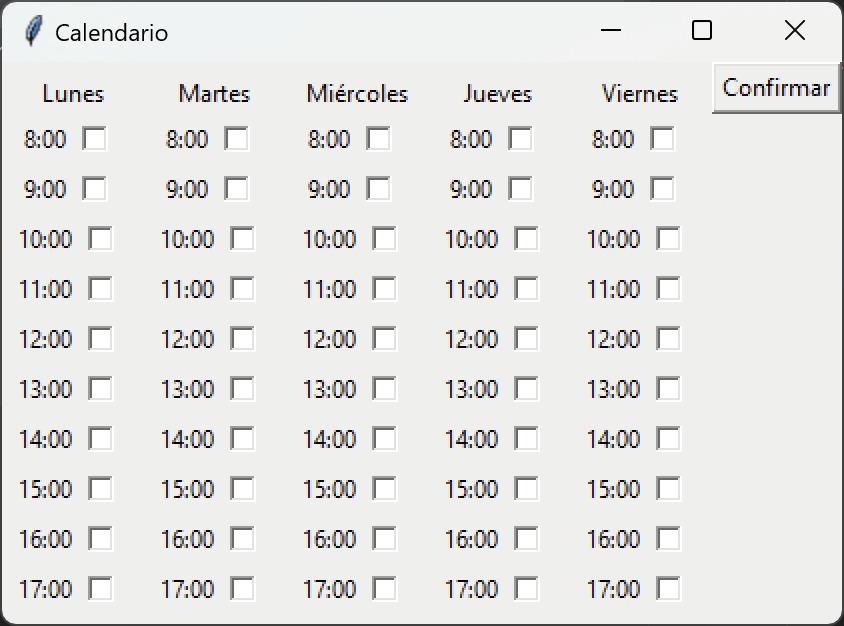 Calendario
Lunes Martes Miércoles Jueves Viernes Confirmar
8:00 8:00 8:00 8:00 8:00
9:00 9:00 9:00 9:00 9:00
10:00 10:00 10:00 10:00 10:00
11:00 11:00 11:00 11:00 11:00
12:00 12:00 12:00 12:00 12:00
13:00 13:00 13:00 13:00 13:00
14:00 14:00 14:00 14:00 14:00
15:00 15:00 15:00 15:00 15:00
16:00 16:00 16:00 16:00 16:00
17:00 17:00 17:00 17:00 17:00